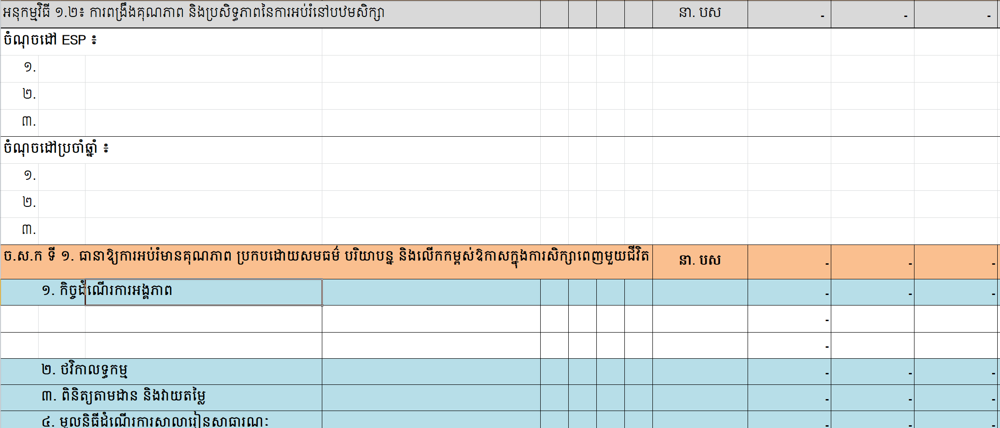 អនុកម្មវិធី ១.២៖ ការពង្រឹងគុណភាព និងប្រសិទ្ធភាពនៃការអប់រំនៅបឋមសិក្សា នា. បស - - -
ចំណុចដៅ ESP ៖
១.
២.
៣.
ចំណុចដៅប្រចាំឆ្នាំ ៖
១.
២.
៣.
ច.ស.ក ទី ១. ធានាឱ្យការអប់រំមានគុណភាព ប្រកបដោយសមធម៌ បរិយាបន្ន និងលើកកម្ពស់ឱកាសក្នុងការសិក្សាពេញមួយជីវិត នា. បស - - -
១. កិច្ចដំណើរការអង្គភាព - - -
-
-
២. ថវិកាលទ្ធកម្ម - - -
៣. ពិនិត្យតាមដាន និងវាយតម្លៃ - - -
៤. មូលនិធីដំណើរការសាលារៀនសាធារណៈ - - -